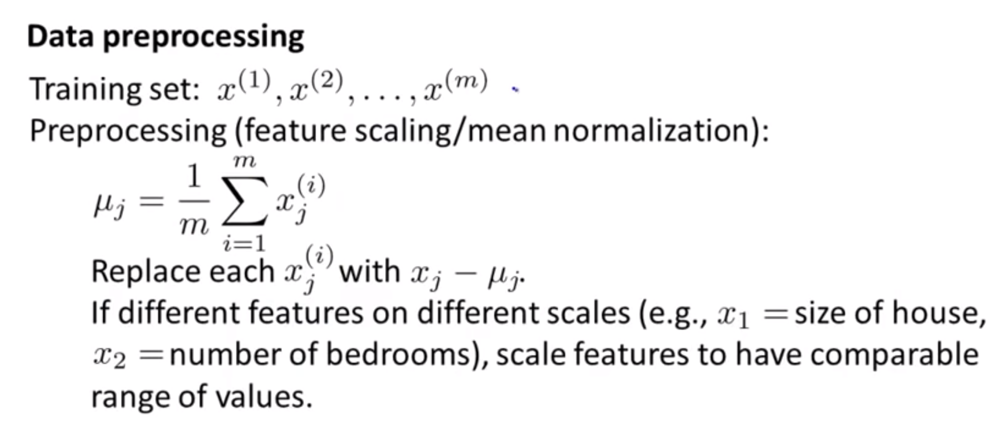 Data preprocessing
Training set: $x^{(1)}, x^{(2)}, \ldots, x^{(m)}$
Preprocessing (feature scaling/mean normalization):
$\mu_j = \frac{1}{m} \sum_{i=1}^{m} x_j^{(i)}$
Replace each $x_j^{(i)}$ with $x_j - \mu_j$.
If different features on different scales (e.g., $x_1$ = size of house,
$x_2$ = number of bedrooms), scale features to have comparable
range of values.